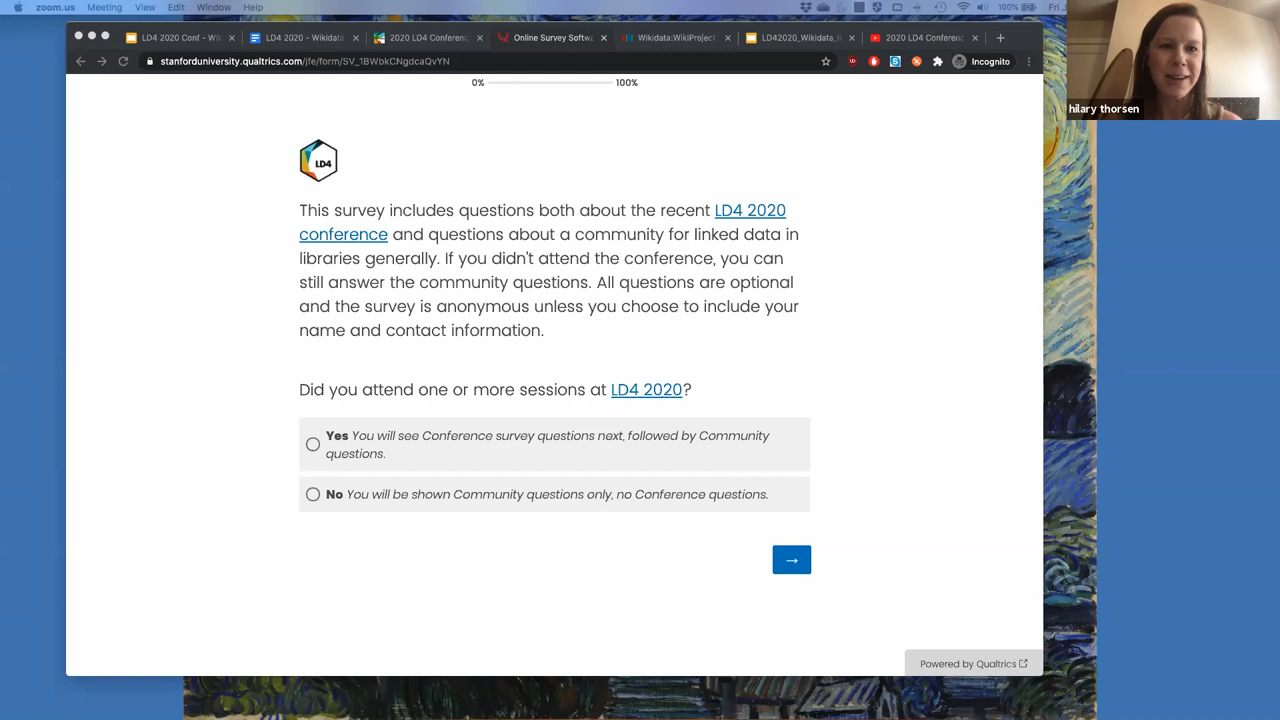 zoom.us Meeting View Edit Window Help 100% Fri J
LD4 2020 Conf - Wik LD4 2020 - Wikidata 2020 LD4 Conferenc Online Survey Softwa Wikidata:WikiProject LD42020_Wikidata_R 2020 LD4 Conferenc
stanforduniversity.qualtrics.com/jfe/form/SV_1BWbkCNgdcaQvYN Incognito
0% 100%
hilary thorsen
LD4
This survey includes questions both about the recent LD4 2020
conference and questions about a community for linked data in
libraries generally. If you didn't attend the conference, you can
still answer the community questions. All questions are optional
and the survey is anonymous unless you choose to include your
name and contact information.
Did you attend one or more sessions at LD4 2020?
Yes You will see Conference survey questions next, followed by Community
questions.
No You will be shown Community questions only, no Conference questions.
→
Powered by Qualtrics